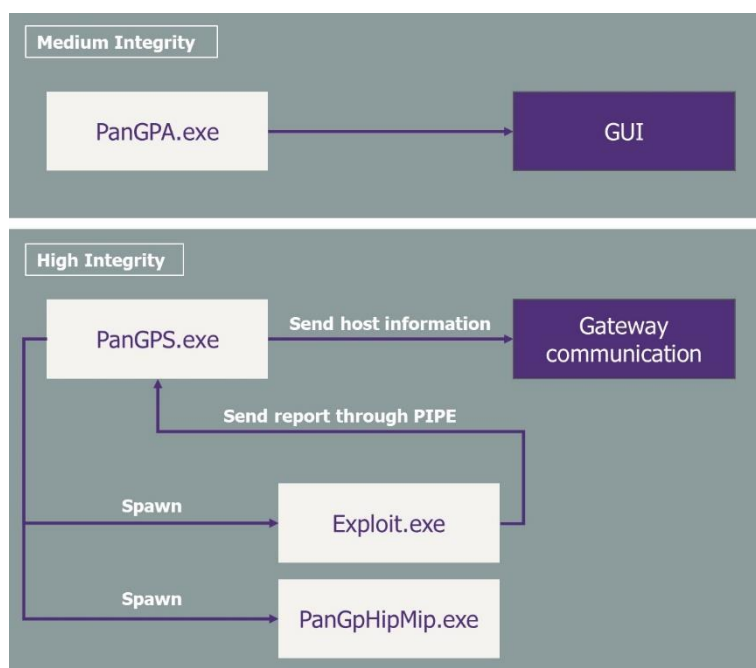 Medium Integrity
PanGPA.exe
GUI
High Integrity
PanGPS.exe
Send host information
Gateway
communication
Send report through PIPE
Spawn
Exploit.exe
Spawn
PanGpHipMip.exe